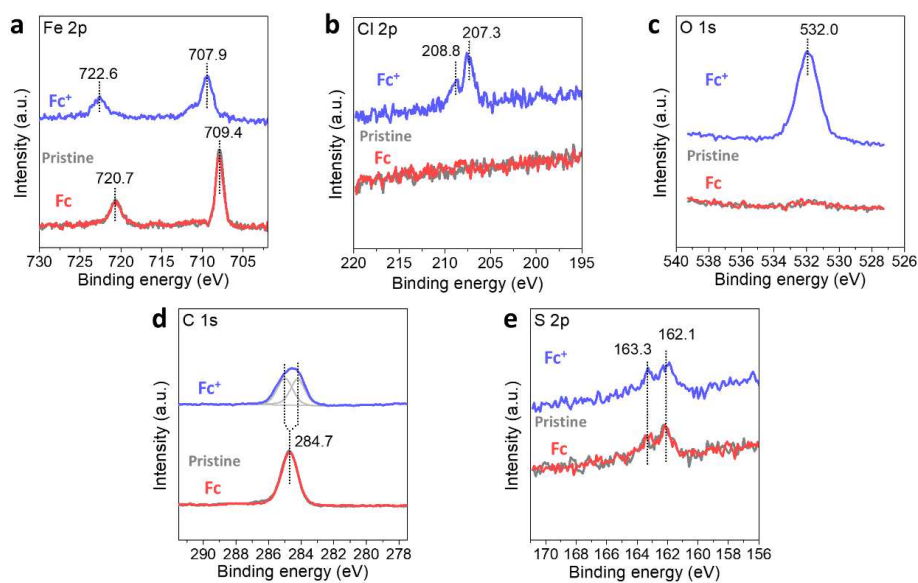 a
Fe 2p
722.6
707.9
Fc+
Pristine
709.4
720.7
Fc
Intensity (a.u.)
730 725 720 715 710 705
Binding energy (eV)
b
Cl 2p
207.3
208.8
Fc+
Pristine
Fc
Intensity (a.u.)
220 215 210 205 200 195
Binding energy (eV)
c
O 1s
532.0
Fc+
Pristine
Fc
Intensity (a.u.)
540 538 536 534 532 530 528 526
Binding energy (eV)
d
C 1s
Fc+
284.7
Pristine
Fc
Intensity (a.u.)
290 288 286 284 282 280 278
Binding energy (eV)
e
S 2p
163.3
162.1
Fc+
Pristine
Fc
Intensity (a.u.)
170 168 166 164 162 160 158 156
Binding energy (eV)